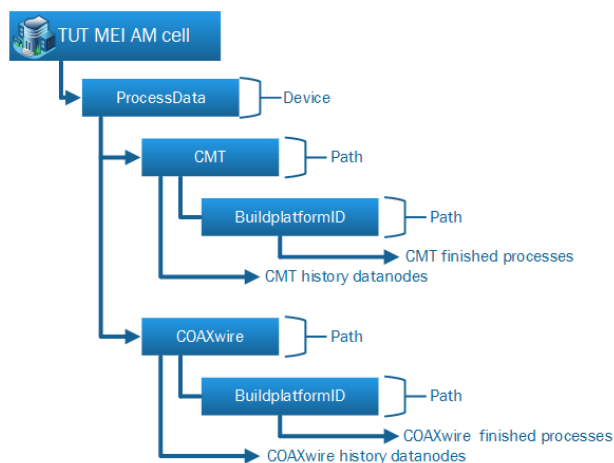 TUT MEI AM cell
ProcessData
Device
CMT
Path
BuildplatformID
Path
CMT finished processes
CMT history datanodes
COAXwire
Path
BuildplatformID
Path
COAXwire finished processes
COAXwire history datanodes